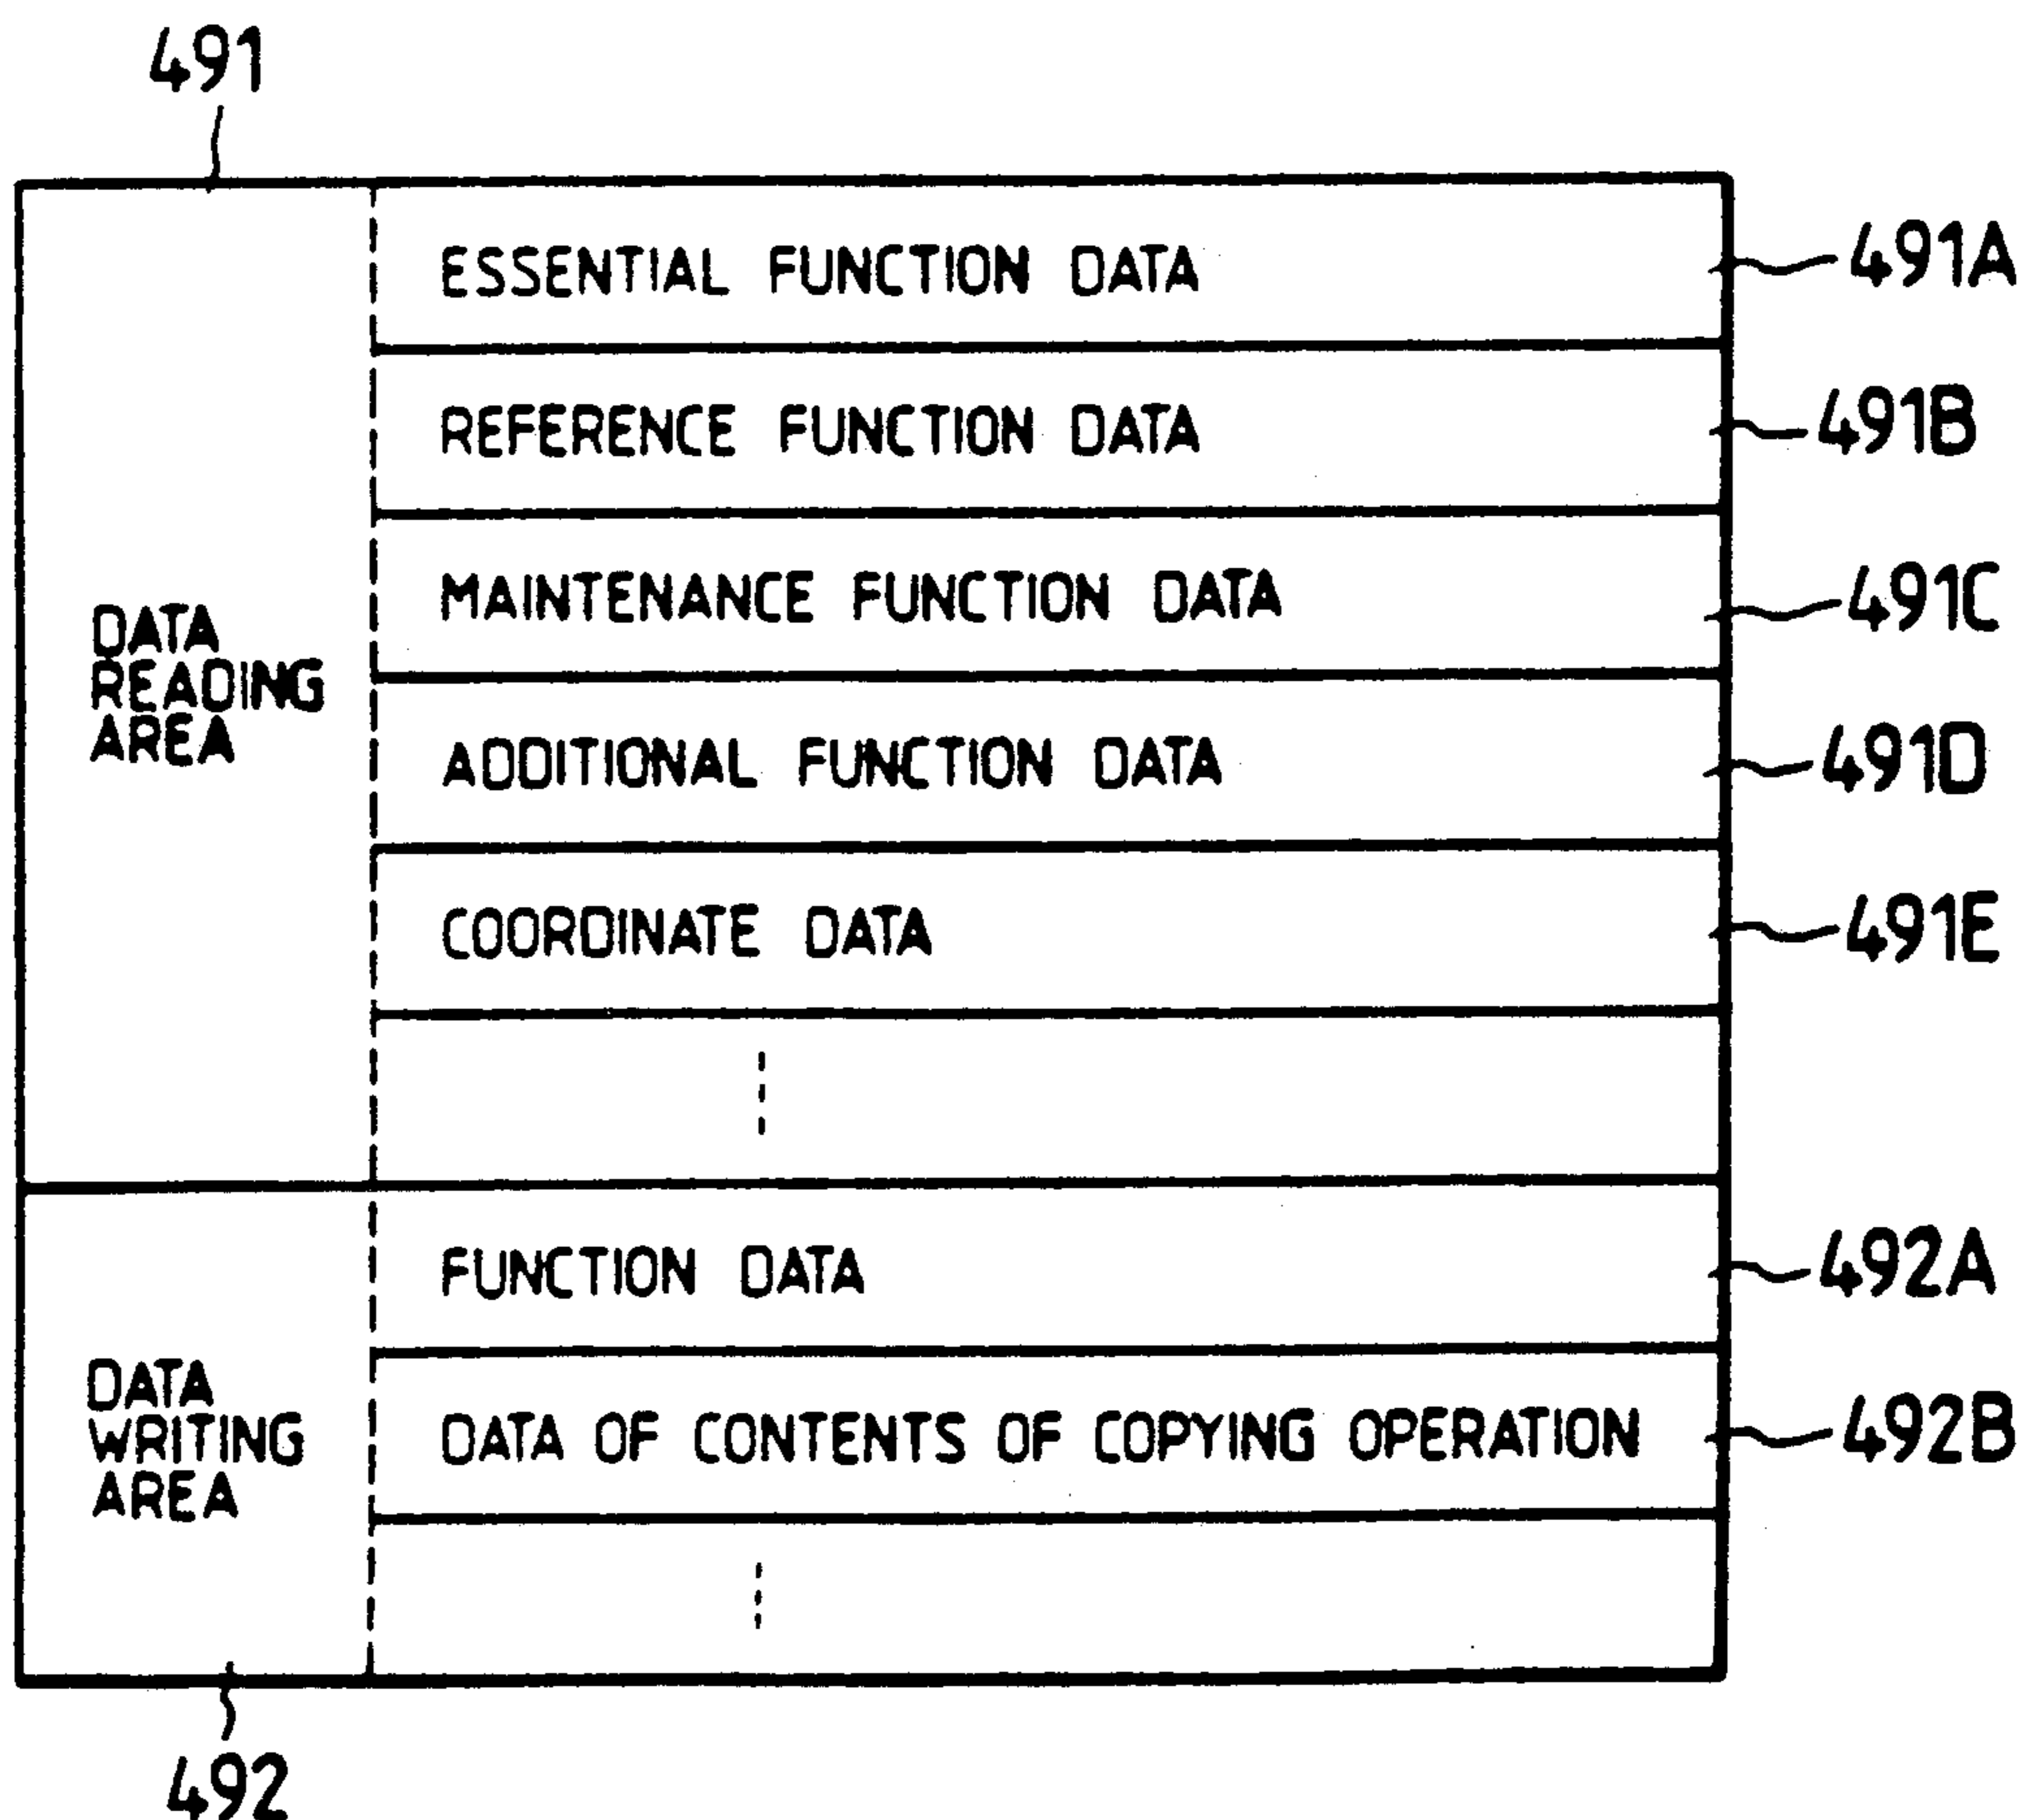 491
ESSENTIAL FUNCTION DATA
491A
REFERENCE FUNCTION DATA
491B
MAINTENANCE FUNCTION DATA
491C
DATA
READING
AREA
ADDITIONAL FUNCTION DATA
491D
COORDINATE DATA
491E
FUNCTION DATA
492A
DATA
WRITING
AREA
DATA OF CONTENTS OF COPYING OPERATION
492B
492